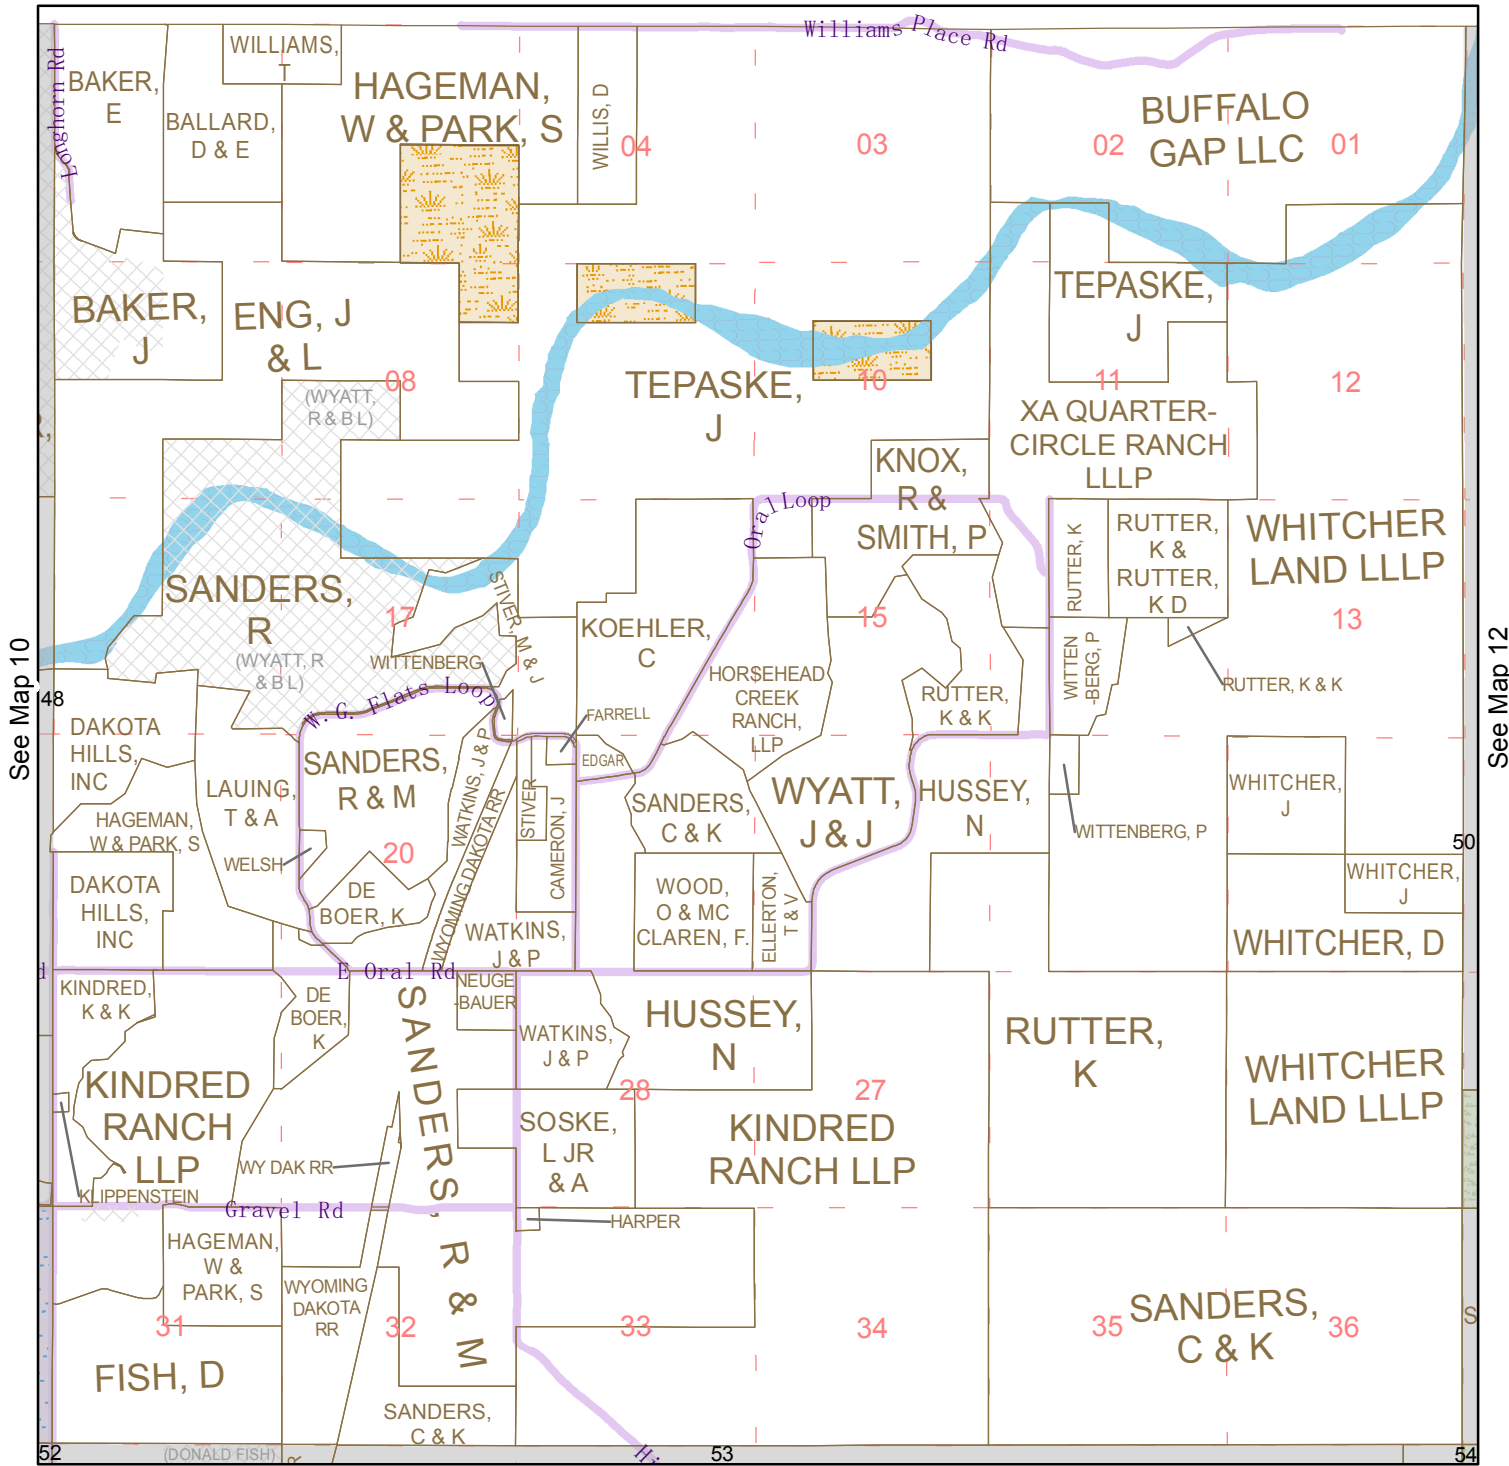 Williams Place Rd
Longhorn Rd
BAKER,
E
WILLIAMS,
T
BALLARD,
D & E
HAGEMAN,
W & PARK, S
WILLIS, D
04
03
02
01
BUFFALO
GAP LLC
BAKER,
J
ENG, J
& L
08
(WYATT,
R & B L)
TEPASKE,
J
10
TEPASKE,
J
11
12
XA QUARTER-
CIRCLE RANCH
LLLP
KNOX,
R &
SMITH, P
Oral Loop
RUTTER, K
RUTTER,
K &
RUTTER,
K D
WHITCHER
LAND LLLP
13
SANDERS,
R
(WYATT, R
& B L)
17
STIVER, M & J
WITTENBERG
KOEHLER,
C
15
HORSEHEAD
CREEK
RANCH,
LLP
RUTTER,
K & K
WITTEN
-BERG, P
RUTTER, K & K
See Map 10
See Map 12
48
W. G. Flats Loop
FARRELL
EDGAR
DAKOTA
HILLS,
INC
LAUING,
T & A
SANDERS,
R & M
WATKINS, J & P
WYOMING DAKOTA RR
STIVER
CAMERON, J
SANDERS,
C & K
WYATT,
J & J
HUSSEY,
N
WHITCHER,
J
WITTENBERG, P
HAGEMAN,
W & PARK, S
WELSH
20
50
DAKOTA
HILLS,
INC
DE
BOER, K
WATKINS,
J & P
WOOD,
O & MC
CLAREN, F.
ELLERTON,
T & V
WHITCHER,
J
WHITCHER, D
E Oral Rd
KINDRED,
K & K
DE
BOER,
K
NEUGE
-BAUER
SANDERS, R & M
WATKINS,
J & P
HUSSEY,
N
RUTTER,
K
WHITCHER
LAND LLLP
KINDRED
RANCH
LLP
28
27
SOSKE,
L JR
& A
KINDRED
RANCH LLP
WY DAK RR
KLIPPENSTEIN
Gravel Rd
HARPER
HAGEMAN,
W &
PARK, S
WYOMING
DAKOTA
RR
31
32
33
34
35
36
SANDERS,
C & K
S
FISH, D
SANDERS,
C & K
52
(DONALD FISH)
R
53
54